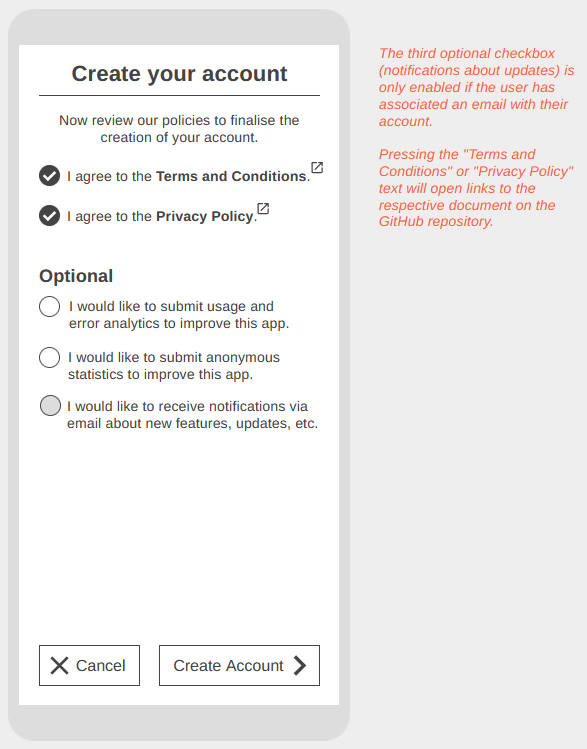 Create your account
Now review our policies to finalise the
creation of your account.
I agree to the Terms and Conditions.
I agree to the Privacy Policy.
Optional
I would like to submit usage and
error analytics to improve this app.
I would like to submit anonymous
statistics to improve this app.
I would like to receive notifications via
email about new features, updates, etc.
Cancel
Create Account
The third optional checkbox
(notifications about updates) is
only enabled if the user has
associated an email with their
account.
Pressing the "Terms and
Conditions" or "Privacy Policy"
text will open links to the
respective document on the
GitHub repository.